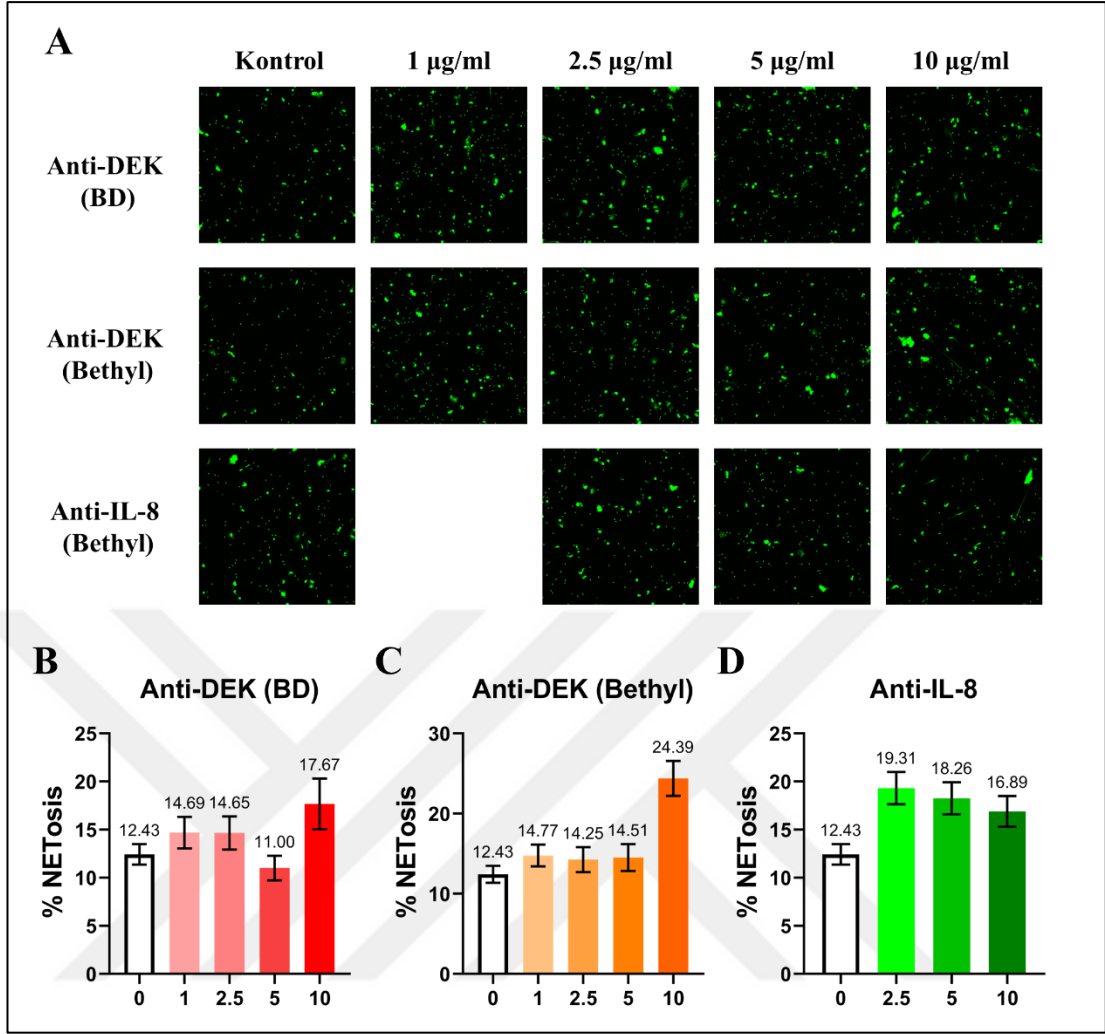 A
Kontrol 1 µg/ml 2.5 µg/ml 5 µg/ml 10 µg/ml
Anti-DEK
(BD)
Anti-DEK
(Bethyl)
Anti-IL-8
(Bethyl)
B
Anti-DEK (BD)
% NETosis
25
20
15
10
5
0
12.43
14.69
14.65
11.00
17.67
0 1 2.5 5 10
C
Anti-DEK (Bethyl)
% NETosis
30
20
10
0
12.43
14.77
14.25
14.51
24.39
0 1 2.5 5 10
D
Anti-IL-8
% NETosis
25
20
15
10
5
0
12.43
19.31
18.26
16.89
0 2.5 5 10